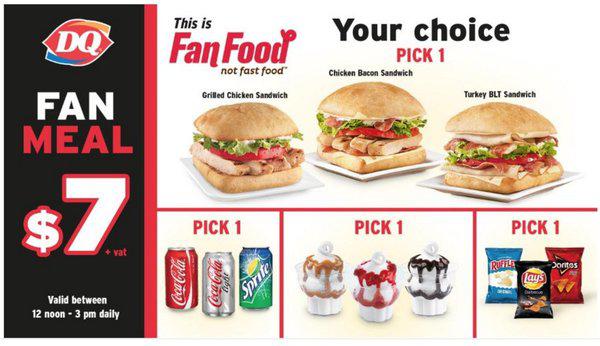 DQ
FAN
MEAL
$7
+ vat
Valid between
12 noon - 3 pm daily
This is
FanFood
not fast food™
Your choice
PICK 1
Grilled Chicken Sandwich
Chicken Bacon Sandwich
Turkey BLT Sandwich
PICK 1
Coca-Cola
Coca-Cola
light
Sprite
PICK 1
PICK 1
RUFFLES
Lay's
Barbecue
Doritos